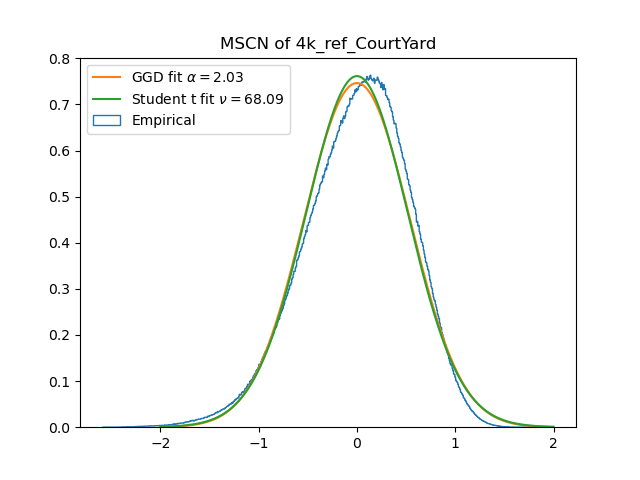 MSCN of 4k_ref_CourtYard
GGD fit α = 2.03
Student t fit ν = 68.09
Empirical
0.8
0.7
0.6
0.5
0.4
0.3
0.2
0.1
0.0
−2 −1 0 1 2